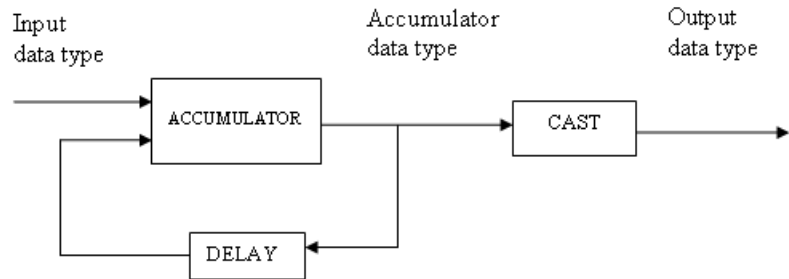 Input
data type
Accumulator
data type
Output
data type
ACCUMULATOR
CAST
DELAY